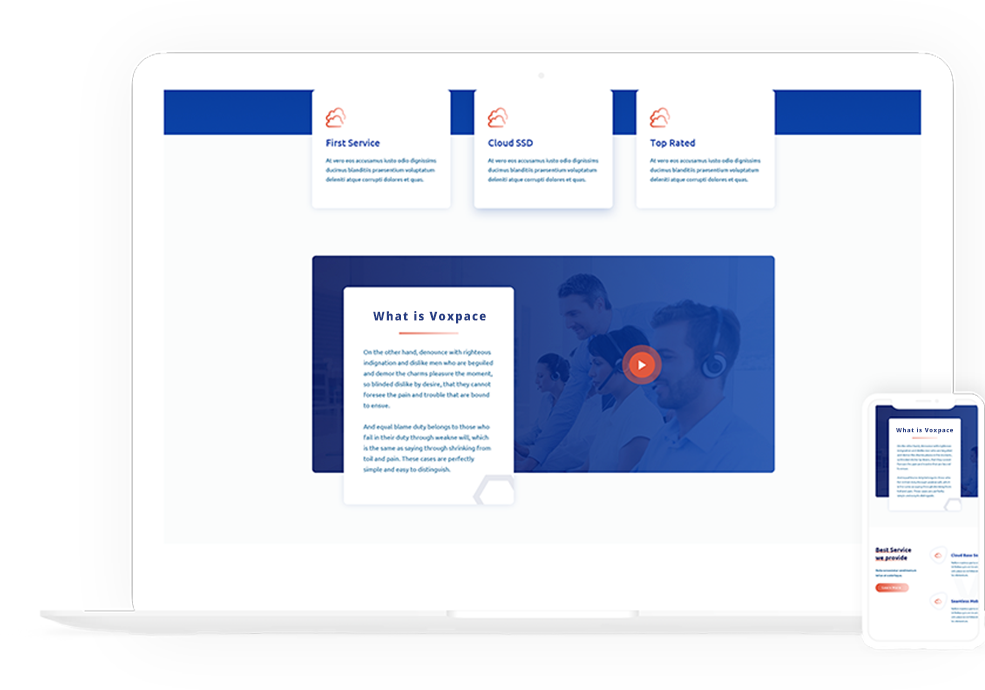 First Service
At vero eos accusamus iusto odio dignissims
ducimus blanditiis praesentium voluptatum
deleniti atque corrupti dolores et quas.
Cloud SSD
At vero eos accusamus iusto odio dignissims
ducimus blanditiis praesentium voluptatum
deleniti atque corrupti dolores et quas.
Top Rated
At vero eos accusamus iusto odio dignissims
ducimus blanditiis praesentium voluptatum
deleniti atque corrupti dolores et quas.
What is Voxpace
On the other hand, denounce with righteous
indignation and dislike men who are beguiled
and demor the charms pleasure the moment,
so blinded dislike by desire, that they cannot
foresee the pain and trouble that are bound
to ensue.
And equal blame duty belongs to those who
fail in their duty through weakne will, which
is the same as saying through shrinking from
toil and pain. These cases are perfectly
simple and easy to distinguish.
What is Voxpace
Best Service
we provide
Cloud Base
Seamless